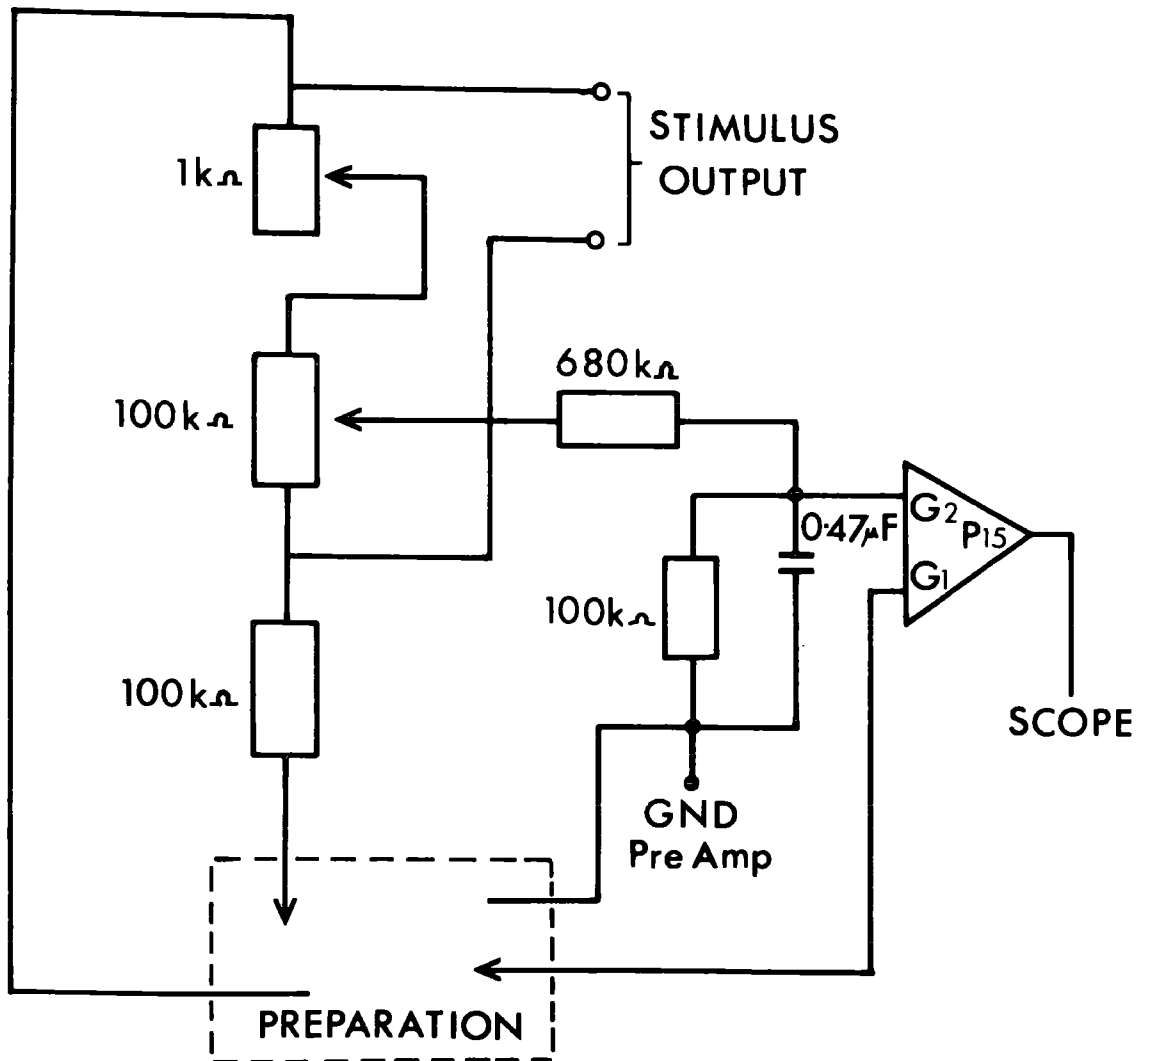 STIMULUS
OUTPUT
1kΩ
680kΩ
100kΩ
G2
P15
0·47μF
G1
100kΩ
100kΩ
SCOPE
GND
Pre Amp
PREPARATION